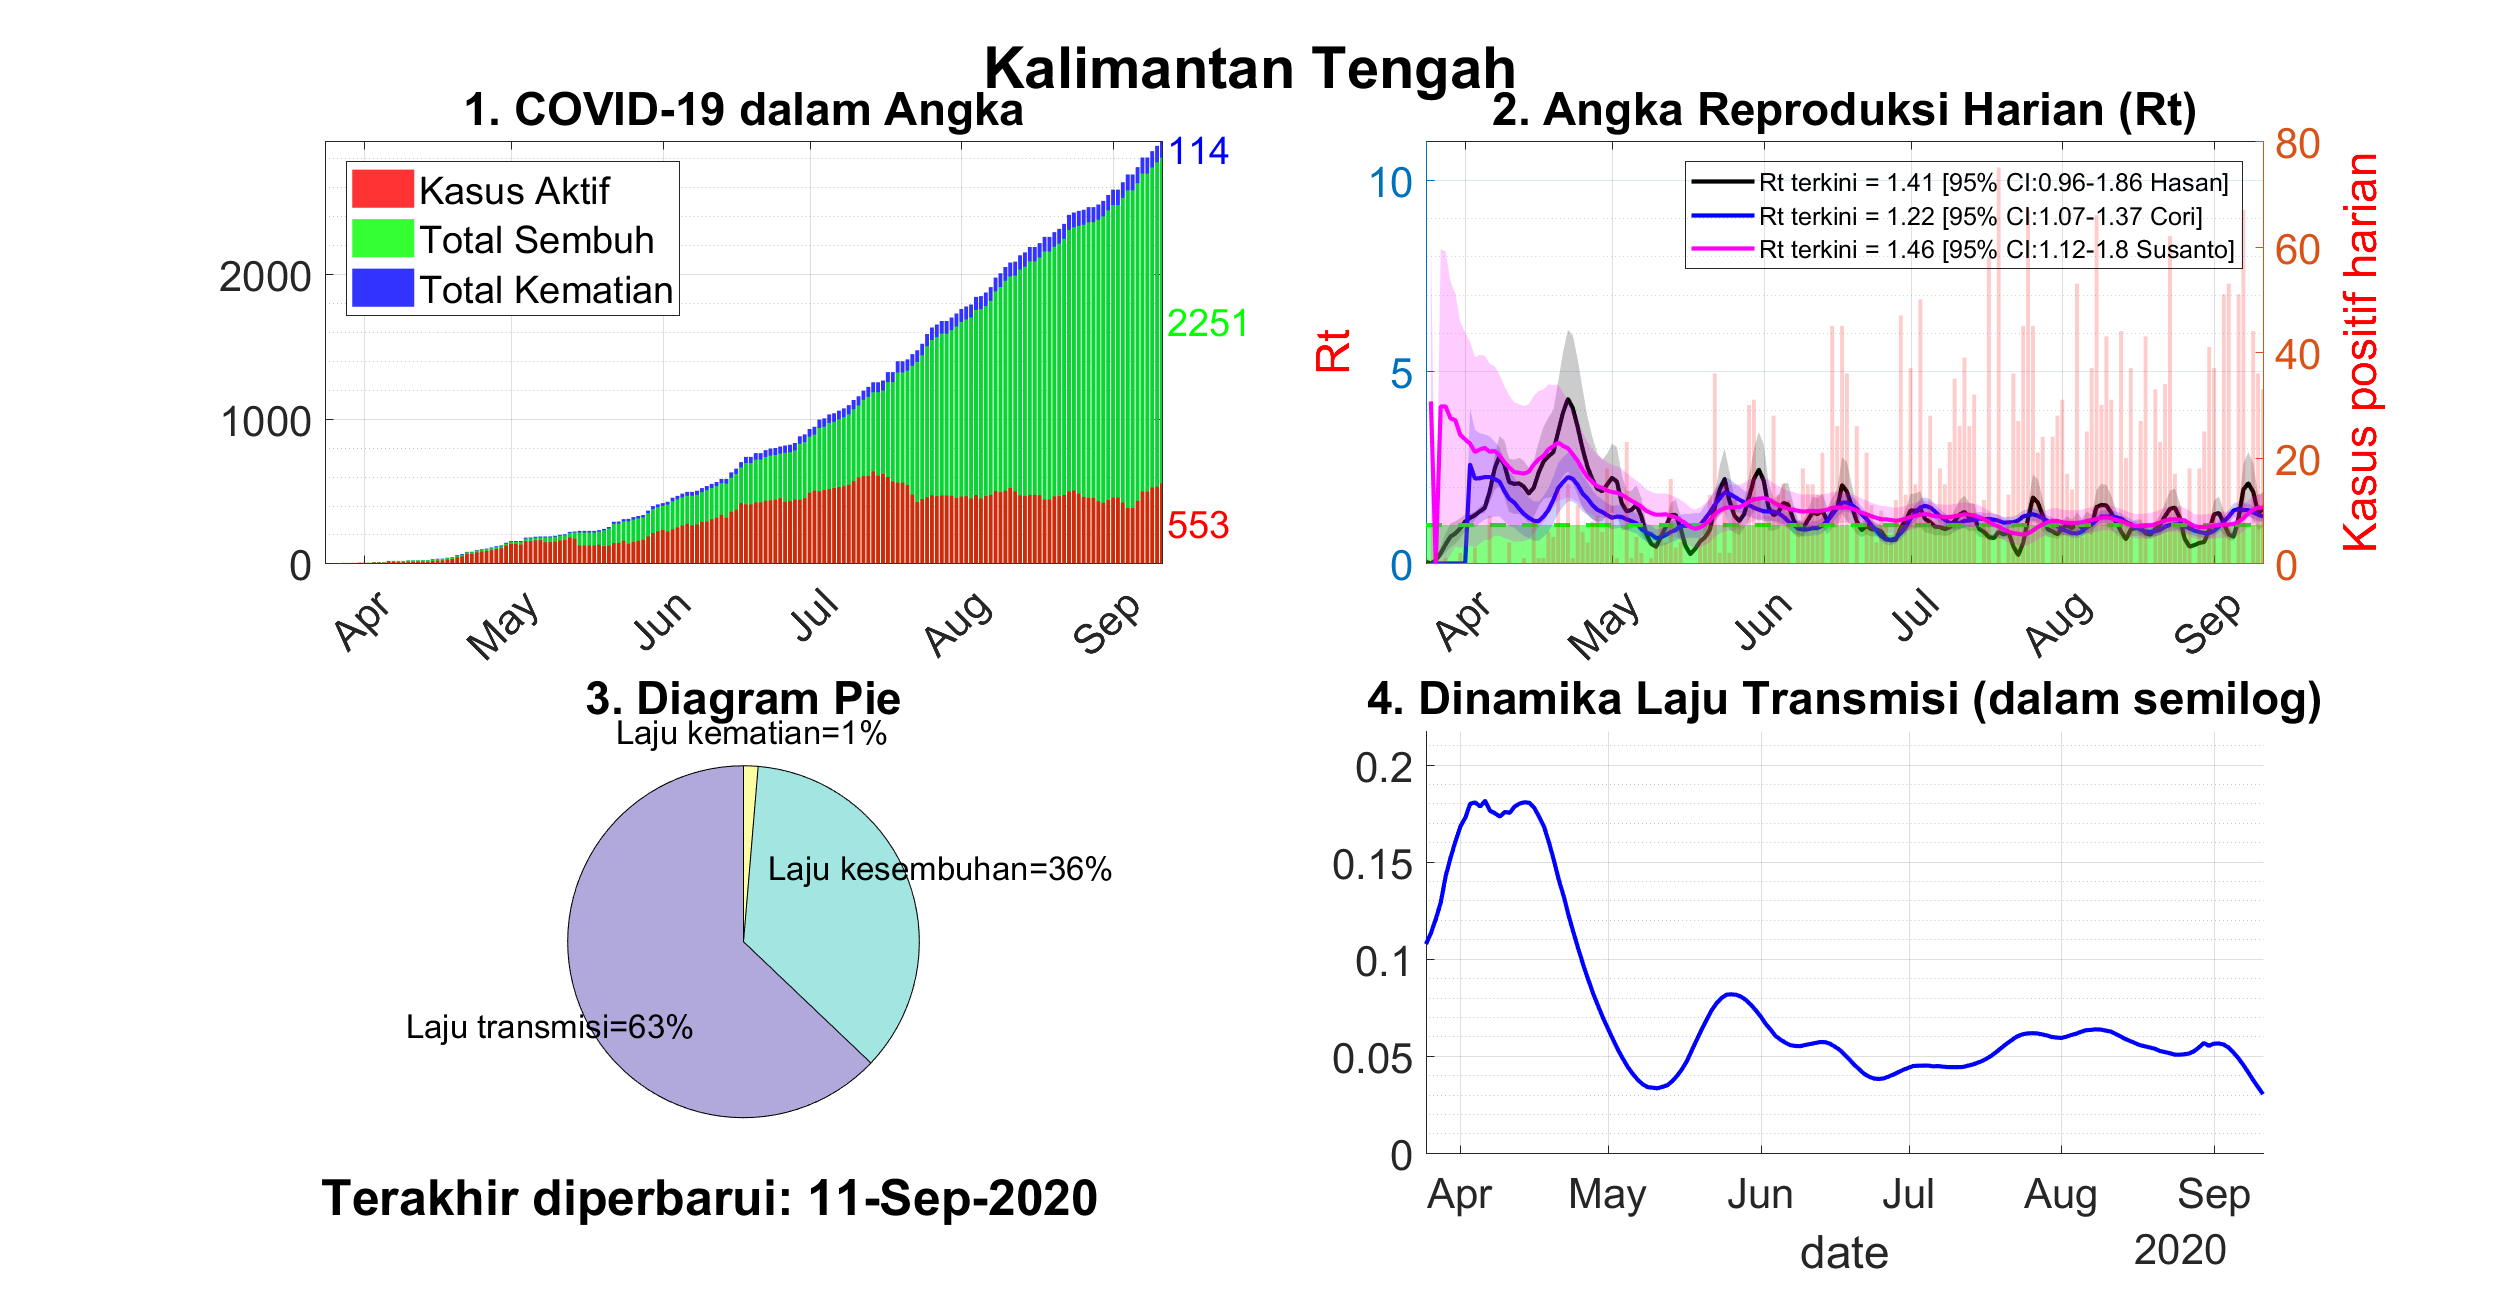 Kalimantan Tengah
1. COVID-19 dalam Angka
114
2251
553
Kasus Aktif
Total Sembuh
Total Kematian
2000
1000
0
Apr
May
Jun
Jul
Aug
Sep
2. Angka Reproduksi Harian (Rt)
Rt terkini = 1.41 [95% CI:0.96-1.86 Hasan]
Rt terkini = 1.22 [95% CI:1.07-1.37 Cori]
Rt terkini = 1.46 [95% CI:1.12-1.8 Susanto]
Rt
10
5
0
80
60
40
20
0
Kasus positif harian
Apr
May
Jun
Jul
Aug
Sep
3. Diagram Pie
Laju kematian=1%
Laju kesembuhan=36%
Laju transmisi=63%
Terakhir diperbarui: 11-Sep-2020
4. Dinamika Laju Transmisi (dalam semilog)
0.2
0.15
0.1
0.05
0
Apr
May
Jun
Jul
Aug
Sep
date
2020